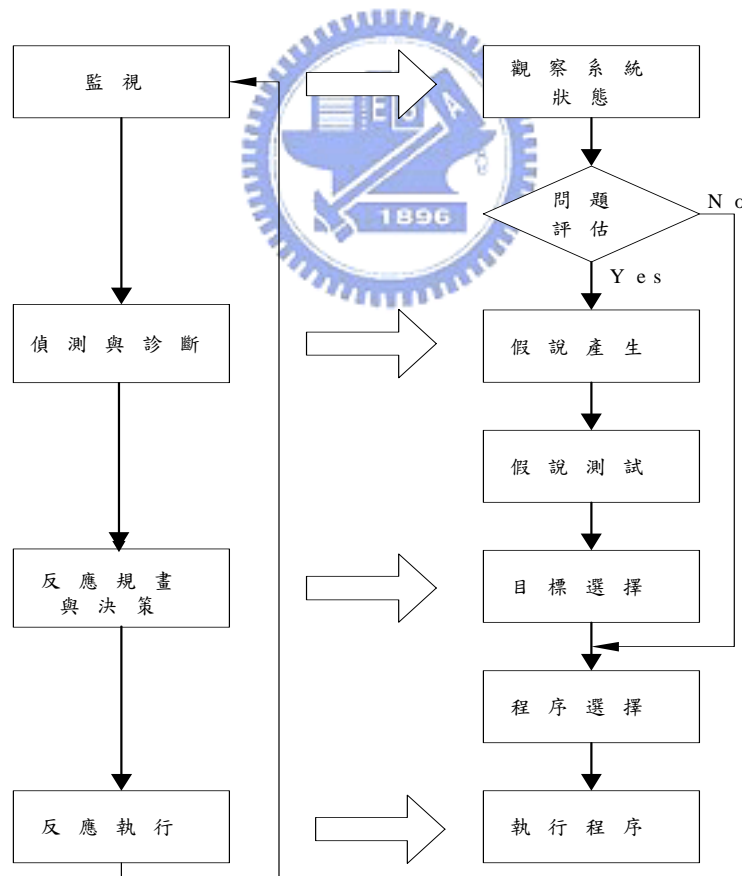 監視
觀察系統
狀態
1896
問題
評估
No
Yes
偵測與診斷
假說產生
假說測試
反應規畫
與決策
目標選擇
程序選擇
反應執行
執行程序